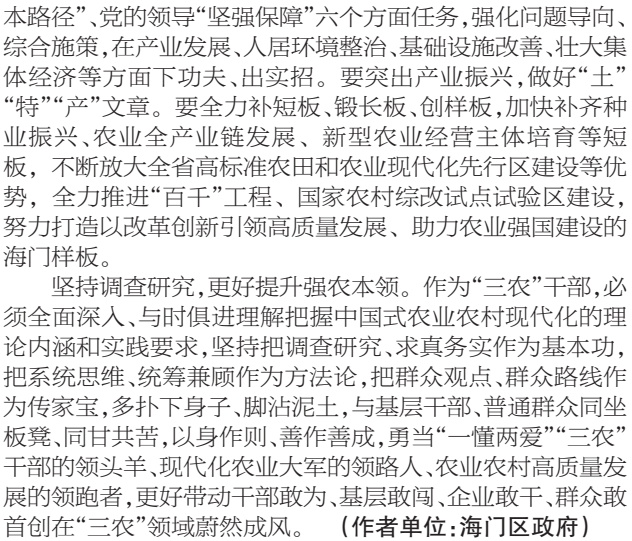 本路径”、党的领导“坚强保障”六个方面任务，强化问题导向、
综合施策，在产业发展、人居环境整治、基础设施改善、壮大集
体经济等方面下功夫、出实招。要突出产业振兴，做好“土”
“特”“产”文章。要全力补短板、锻长板、创样板，加快补齐种
业振兴、农业全产业链发展、新型农业经营主体培育等短
板，不断放大全省高标准农田和农业现代化先行区建设等优
势，全力推进“百千”工程、国家农村综改试点试验区建设，
努力打造以改革创新引领高质量发展、助力农业强国建设的
海门样板。
坚持调查研究，更好提升强农本领。作为“三农”干部，必
须全面深入、与时俱进理解把握中国式农业农村现代化的理
论内涵和实践要求，坚持把调查研究、求真务实作为基本功，
把系统思维、统筹兼顾作为方法论，把群众观点、群众路线作
为传家宝，多扑下身子、脚沾泥土，与基层干部、普通群众同坐
板凳、同甘共苦，以身作则、善作善成，勇当“一懂两爱”“三农”
干部的领头羊、现代化农业大军的领路人、农业农村高质量发
展的领跑者，更好带动干部敢为、基层敢闯、企业敢干、群众敢
首创在“三农”领域蔚然成风。 （作者单位：海门区政府）